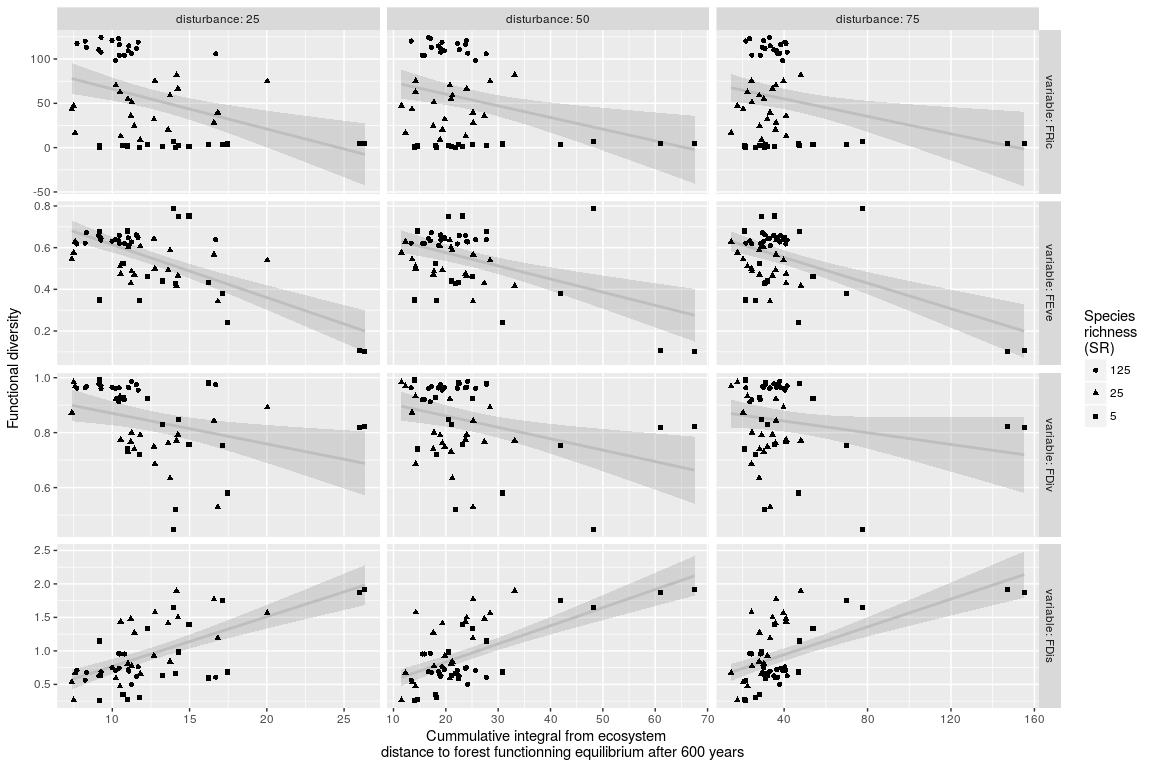 disturbance: 25
disturbance: 50
disturbance: 75
100
50
0
-50
variable: FRic
0.8
0.6
0.4
0.2
variable: FEve
1.0
0.8
0.6
variable: FDiv
2.5
2.0
1.5
1.0
0.5
variable: FDis
10
15
20
25
10
20
30
40
50
60
70
40
80
120
160
Functional diversity
Cummulative integral from ecosystem
distance to forest functionning equilibrium after 600 years
Species
richness
(SR)
125
25
5